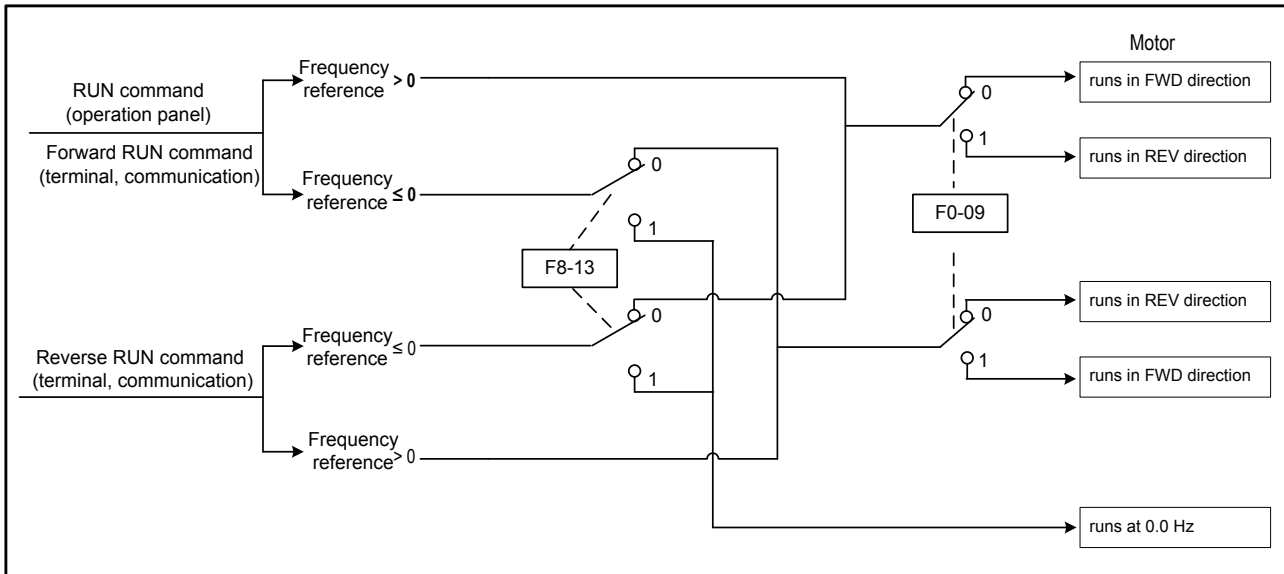 Motor
RUN command
(operation panel)
Forward RUN command
(terminal, communication)
Frequency
reference > 0
Frequency
reference ≤ 0
0
1
F8-13
0
1
Reverse RUN command
(terminal, communication)
Frequency
reference ≤ 0
Frequency
reference > 0
0
1
F0-09
0
1
runs in FWD direction
runs in REV direction
runs in REV direction
runs in FWD direction
runs at 0.0 Hz